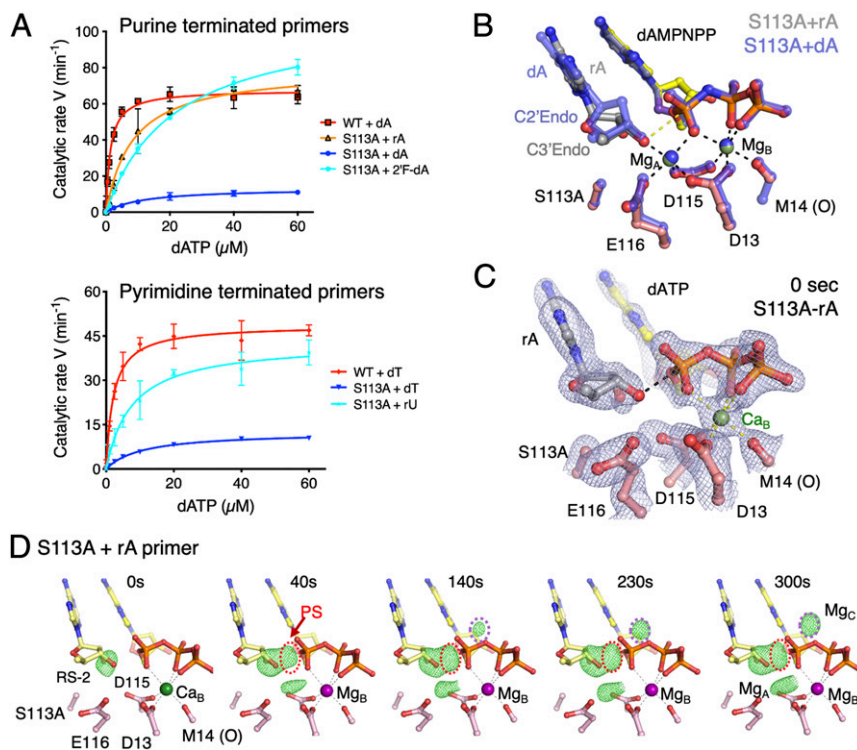 A
Purine terminated primers
Catalytic rate V (min⁻¹)
100
80
60
40
20
0
0 20 40 60
dATP (µM)
WT + dA
S113A + rA
S113A + dA
S113A + 2'F-dA
Pyrimidine terminated primers
Catalytic rate V (min⁻¹)
60
45
30
15
0
0 20 40 60
dATP (µM)
WT + dT
S113A + dT
S113A + rU
B
dAMPNPP
S113A+rA
S113A+dA
dA
rA
C2'Endo
C3'Endo
MgA
MgB
S113A
D115
M14 (O)
E116
D13
C
dATP
0 sec
S113A-rA
rA
CaB
S113A
M14 (O)
D115
E116
D13
D S113A + rA primer
0s 40s 140s 230s 300s
PS
MgC
RS-2
D115
CaB
MgB
MgB
MgB
MgA
MgB
S113A
M14 (O)
E116
D13